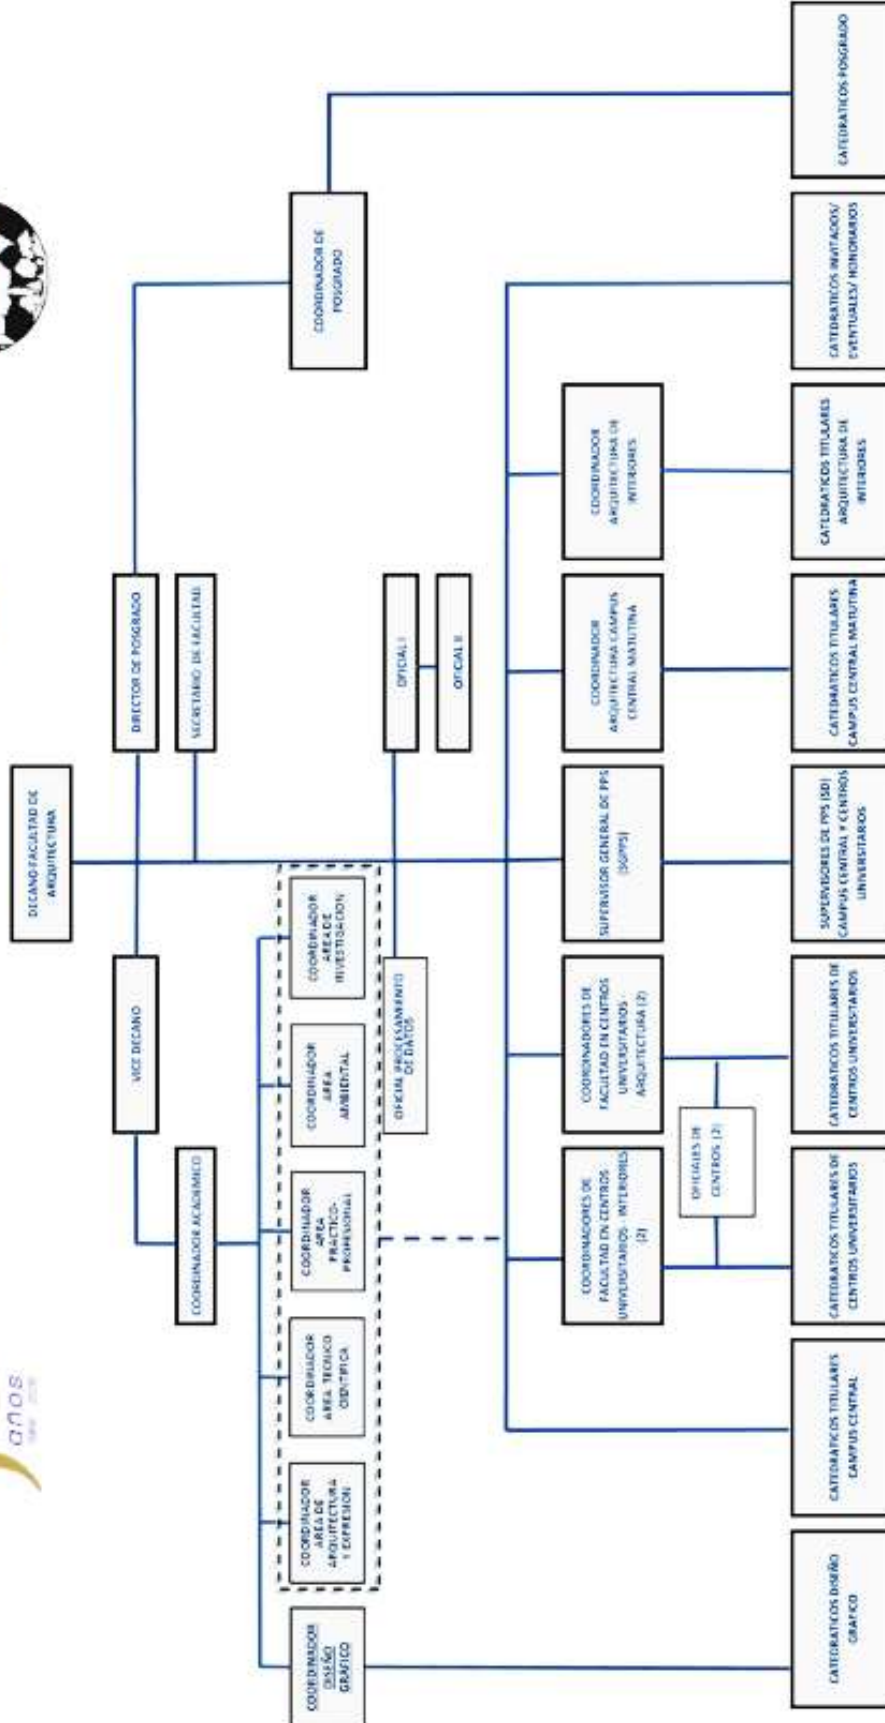 años
DECANO FACULTAD DE
ARQUITECTURA
VICE DECANO
DIRECTOR DE POSGRADO
SECRETARIO DE FACULTAD
COORDINADOR ACADEMICO
COORDINADOR
DISEÑO
GRÁFICO
COORDINADOR
AREA DE
ARQUITECTURA
Y EXPRESION
COORDINADOR
AREA TECNICO
CIENTIFICA
COORDINADOR
AREA
PRÁCTICO-
PROFESIONAL
COORDINADOR
AREA
AMBIENTAL
COORDINADOR
AREA DE
INVESTIGACION
COORDINADOR DE
POSGRADO
OFICIAL PROCESAMIENTO
DE DATOS
OFICIAL I
OFICIAL II
COORDINADORES DE
FACULTAD EN CENTROS
UNIVERSITARIOS - INTERIORES
(2)
COORDINADORES DE
FACULTAD EN CENTROS
UNIVERSITARIOS -
ARQUITECTURA (2)
SUPERVISOR GENERAL DE PPS
(SGPPS)
COORDINADOR
ARQUITECTURA CAMPUS
CENTRAL MATUTINA
COORDINADOR
ARQUITECTURA DE
INTERIORES
OFICIALES DE
CENTROS (2)
CATEDRATICOS DISEÑO
GRAFICO
CATEDRATICOS TITULARES
CAMPUS CENTRAL
CATEDRATICOS TITULARES DE
CENTROS UNIVERSITARIOS
CATEDRATICOS TITULARES DE
CENTROS UNIVERSITARIOS
SUPERVISORES DE PPS (SD)
CAMPUS CENTRAL Y CENTROS
UNIVERSITARIOS
CATEDRATICOS TITULARES
CAMPUS CENTRAL MATUTINA
CATEDRATICOS TITULARES
ARQUITECTURA DE
INTERIORES
CATEDRATICOS INVITADOS/
EVENTUALES/ HONORARIOS
CATEDRATICOS POSGRADO